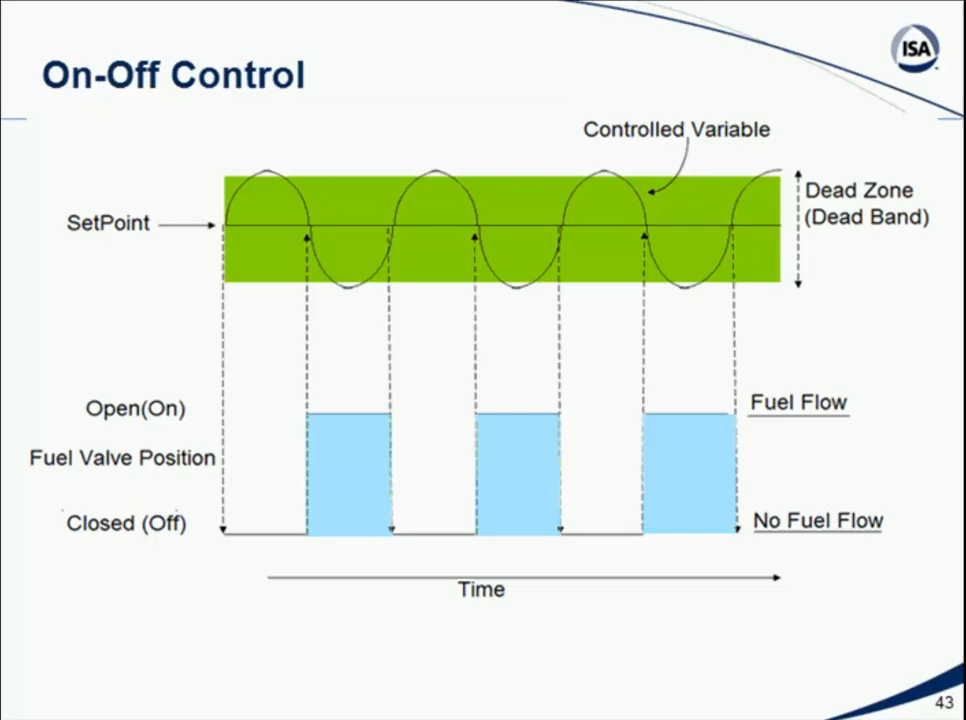 ISA
On-Off Control
Controlled Variable
Dead Zone
(Dead Band)
SetPoint
Open(On)
Fuel Flow
Fuel Valve Position
Closed (Off)
No Fuel Flow
Time
43